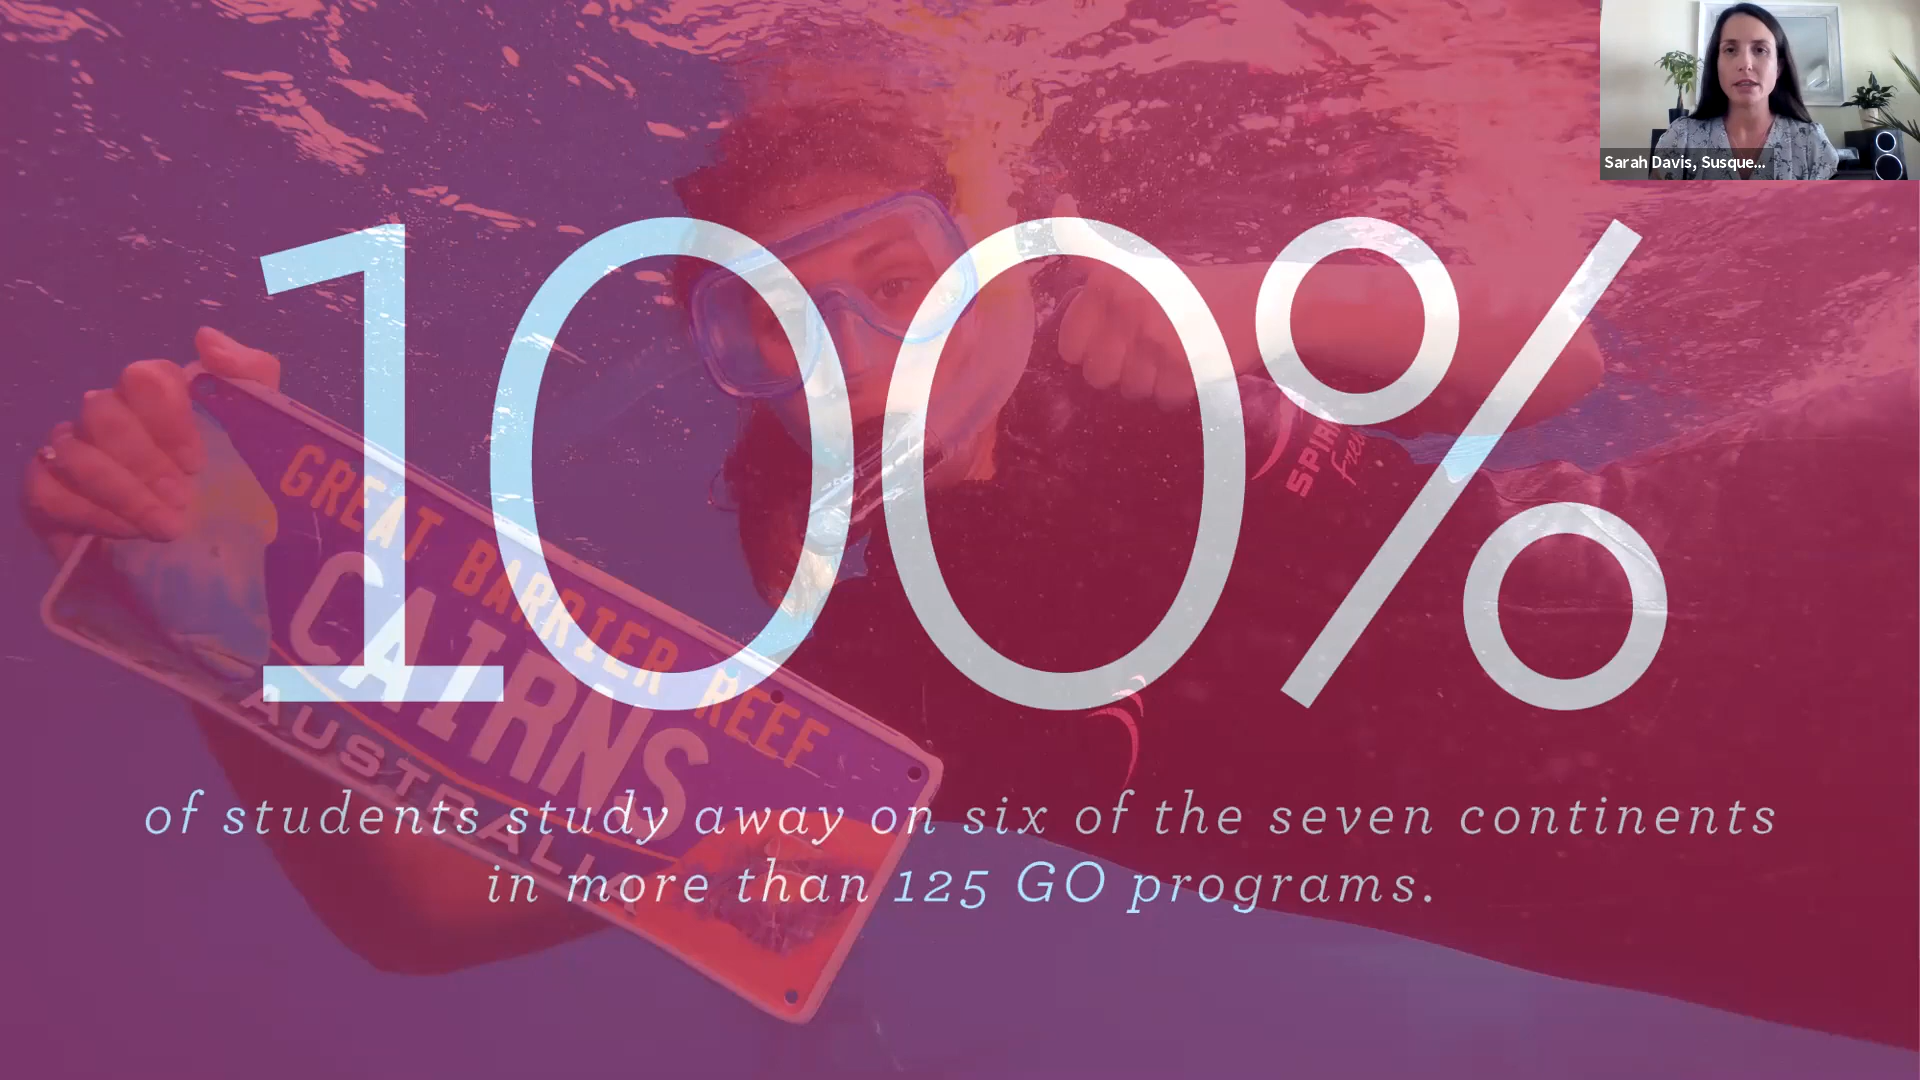 Sarah Davis, Susque...
100%
GREAT BARRIER REEF
CAIRNS
AUSTRALIA
of students study away on six of the seven continents
in more than 125 GO programs.